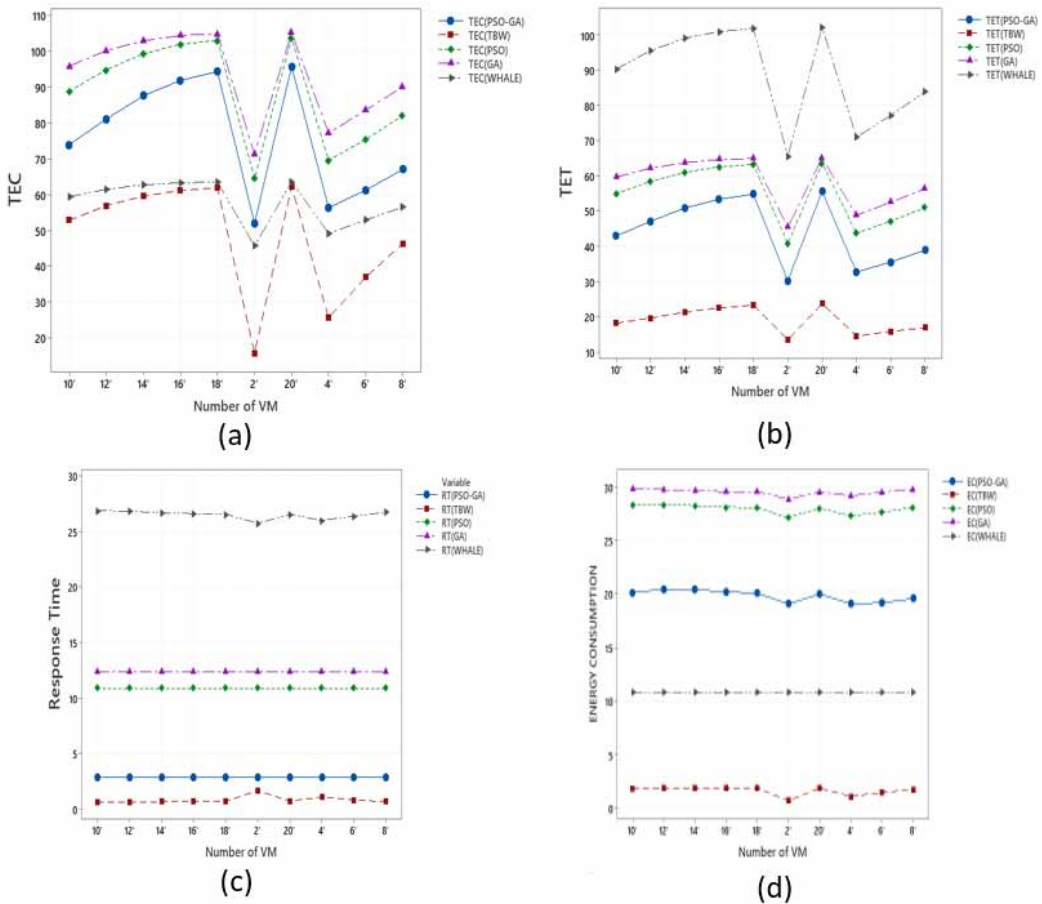 110
100
90
80
70
60
50
40
30
20
TEC
10'
12'
14'
16'
18'
2'
20'
4'
6'
8'
Number of VM
TEC(PSO-GA)
TEC(TBW)
TEC(PSO)
TEC(GA)
TEC(WHALE)
(a)
100
90
80
70
60
50
40
30
20
10
TET
10'
12'
14'
16'
18'
2'
20'
4'
6'
8'
Number of VM
TET(PSO-GA)
TET(TBW)
TET(PSO)
TET(GA)
TET(WHALE)
(b)
30
25
20
15
10
5
0
Response Time
10'
12'
14'
16'
18'
2'
20'
4'
6'
8'
Number of VM
Variable
RT(PSO-GA)
RT(TBW)
RT(PSO)
RT(GA)
RT(WHALE)
(c)
30
25
20
15
10
5
0
ENERGY CONSUMPTION
10'
12'
14'
16'
18'
2'
20'
4'
6'
8'
Number of VM
EC(PSO-GA)
EC(TBW)
EC(PSO)
EC(GA)
EC(WHALE)
(d)